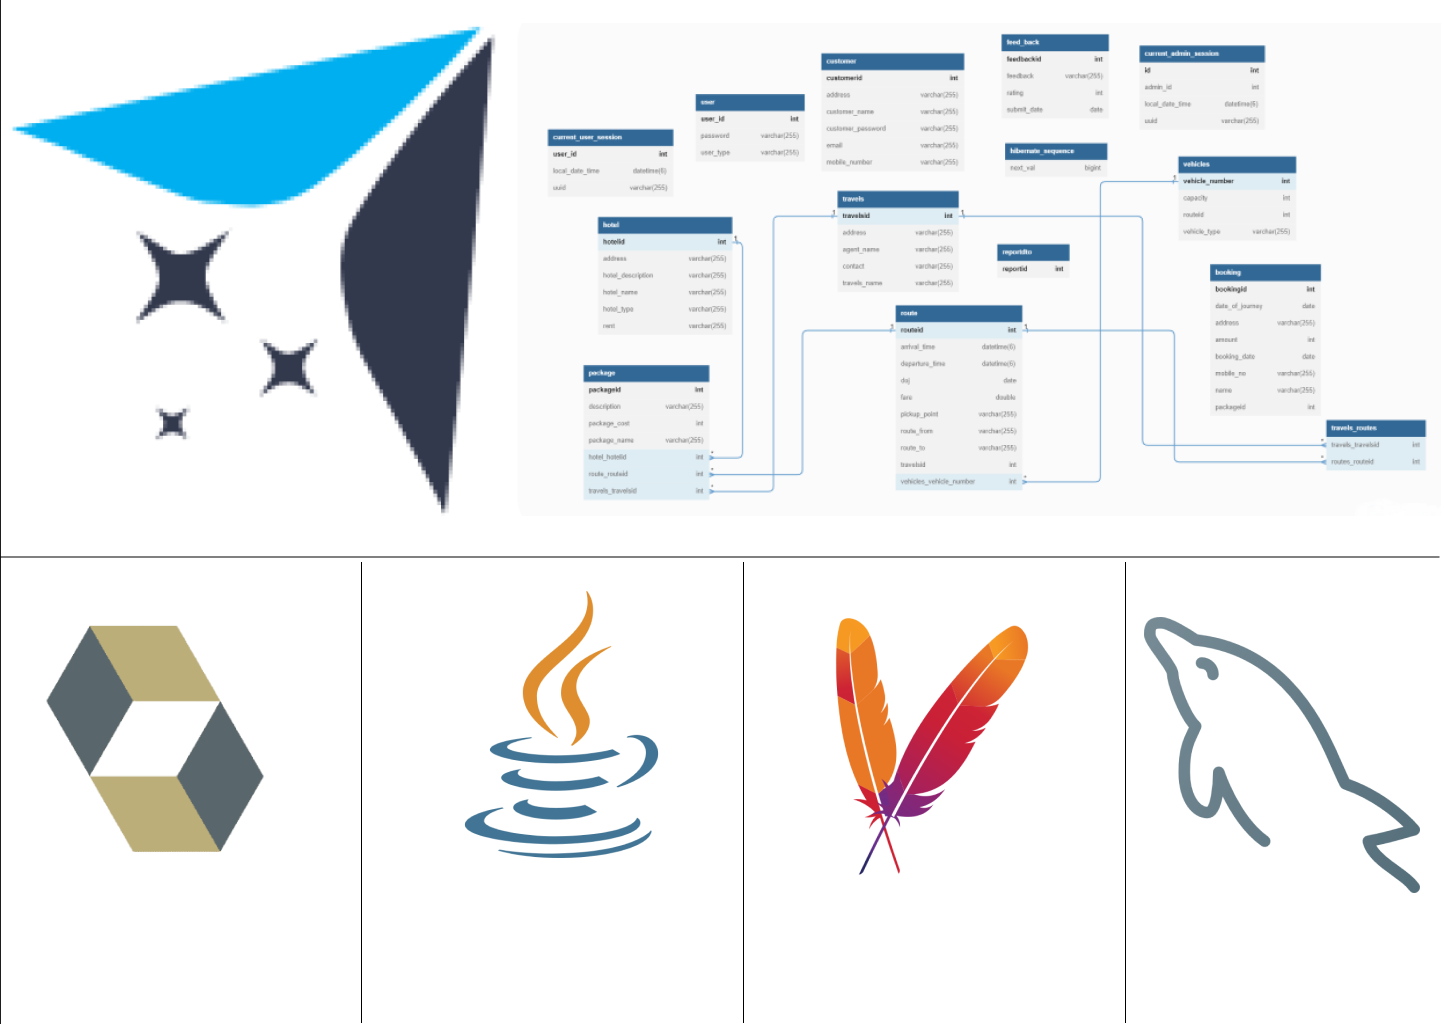 feed_back
feedbackid int
feedback varchar(255)
rating int
submit_date date
current_admin_session
id int
admin_id int
local_date_time datetime(6)
uuid varchar(255)
customer
customerid int
address varchar(255)
customer_name varchar(255)
customer_password varchar(255)
email varchar(255)
mobile_number varchar(255)
user
user_id int
password varchar(255)
user_type varchar(255)
current_user_session
user_id int
local_date_time datetime(6)
uuid varchar(255)
hibernate_sequence
next_val bigint
vehicles
vehicle_number int
capacity int
routeid int
vehicle_type varchar(255)
travels
travelsid int
address varchar(255)
agent_name varchar(255)
contact varchar(255)
travels_name varchar(255)
hotel
hotelid int
address varchar(255)
hotel_description varchar(255)
hotel_name varchar(255)
hotel_type varchar(255)
rent varchar(255)
reportdto
reportid int
booking
bookingid int
date_of_journey date
address varchar(255)
amount int
booking_date date
mobile_no varchar(255)
name varchar(255)
packageid int
route
routeid int
arrival_time datetime(6)
departure_time datetime(6)
doj date
fare double
pickup_point varchar(255)
route_from varchar(255)
route_to varchar(255)
travelsid int
vehicles_vehicle_number int
package
packageid int
description varchar(255)
package_cost int
package_name varchar(255)
hotel_hotelid int
route_routeid int
travels_travelsid int
travels_routes
travels_travelsid int
routes_routeid int